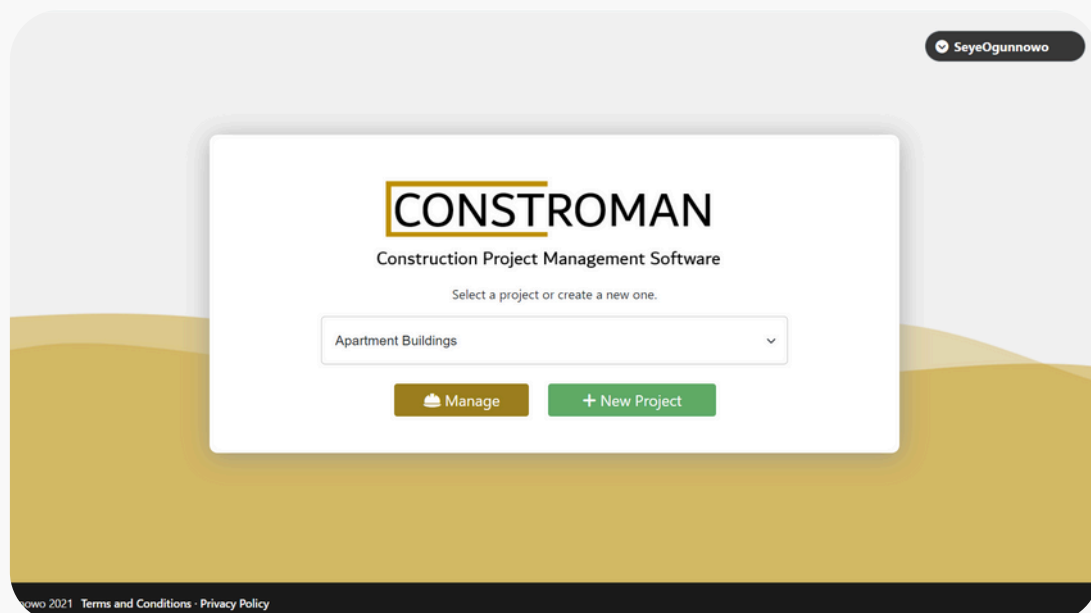 SeyeOgunnowo
CONSTROMAN
Construction Project Management Software
Select a project or create a new one.
Apartment Buildings
Manage
+ New Project
2021 Terms and Conditions · Privacy Policy